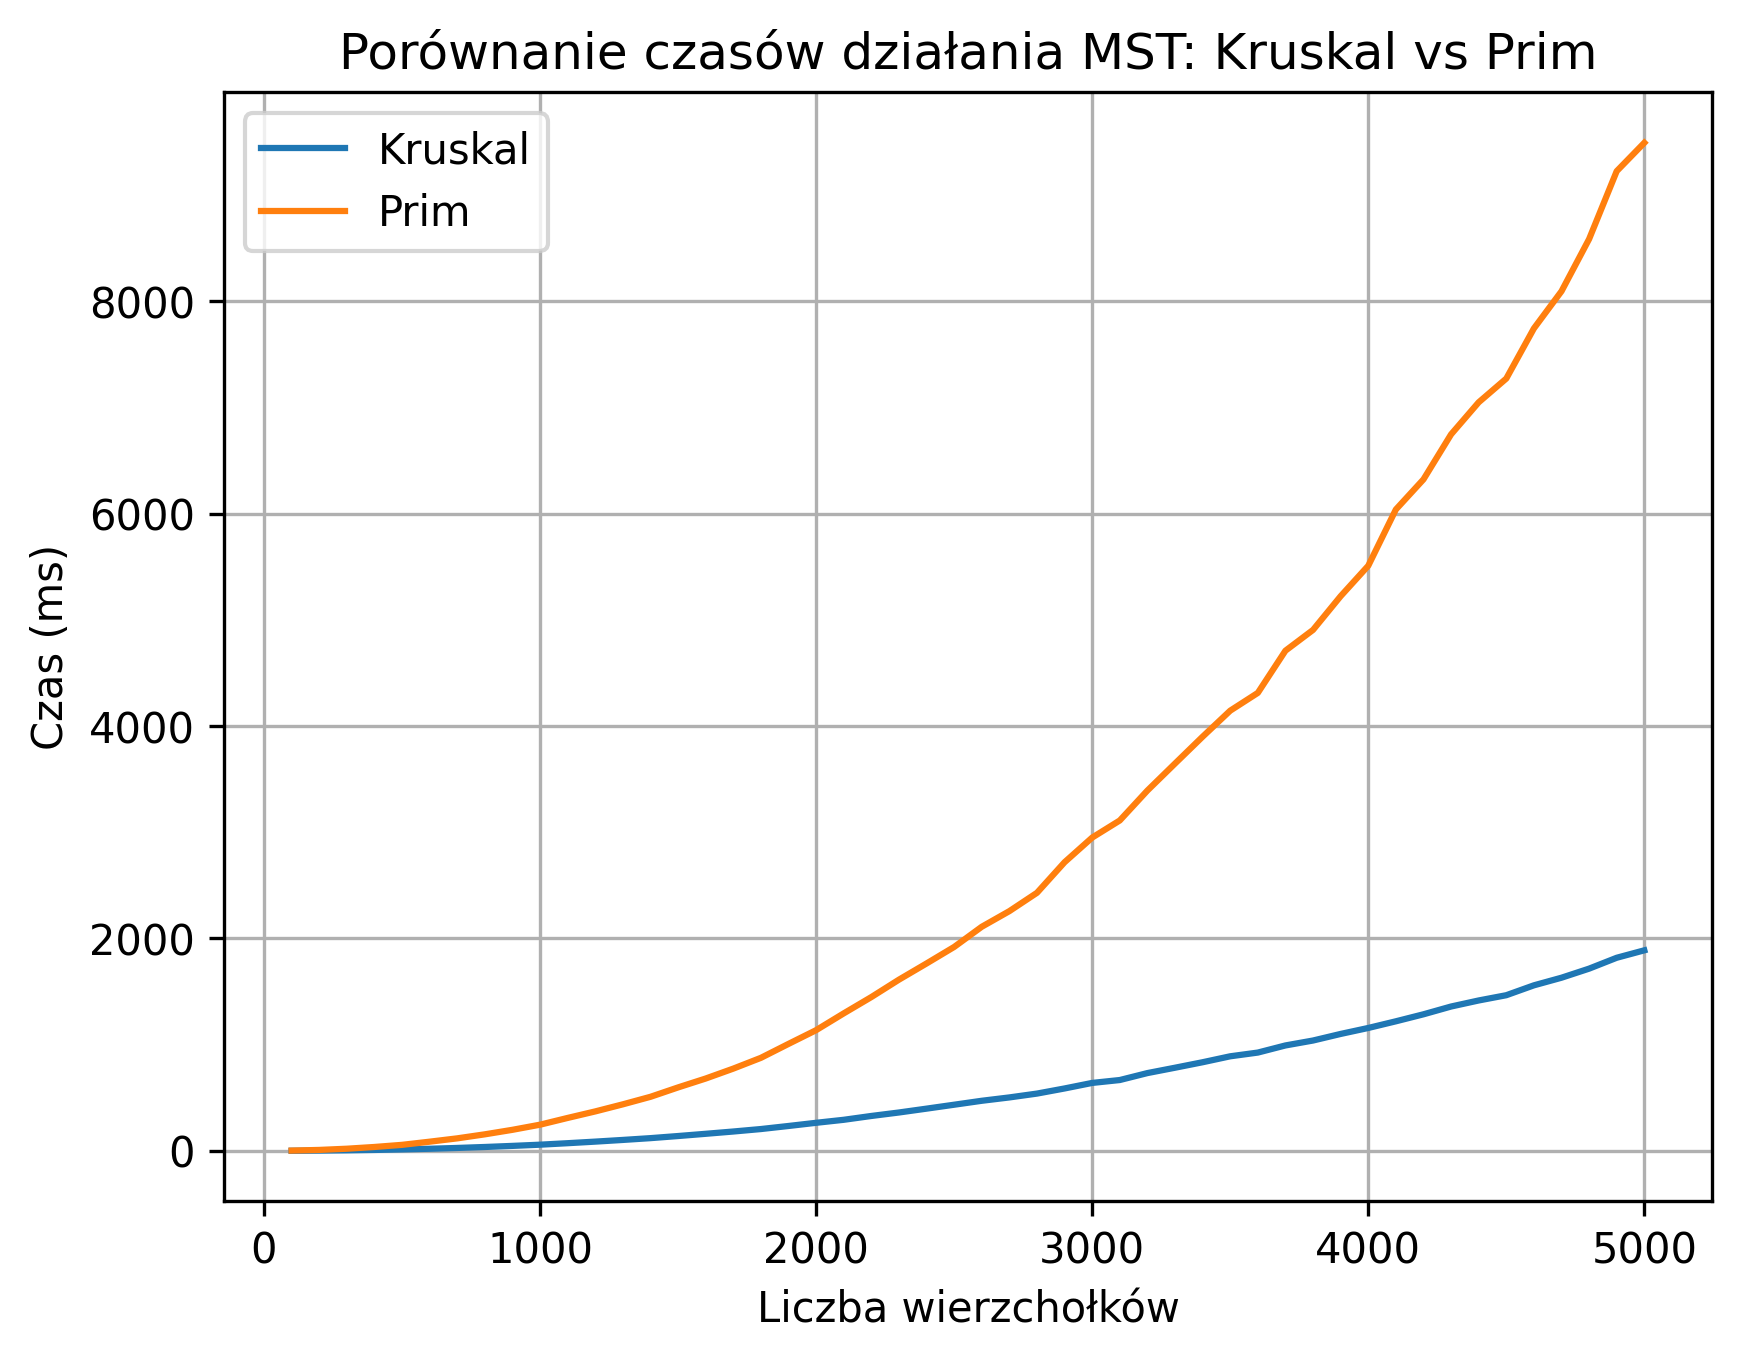 Porównanie czasów działania MST: Kruskal vs Prim
Kruskal
Prim
8000
6000
4000
2000
0
Czas (ms)
0 1000 2000 3000 4000 5000
Liczba wierzchołków